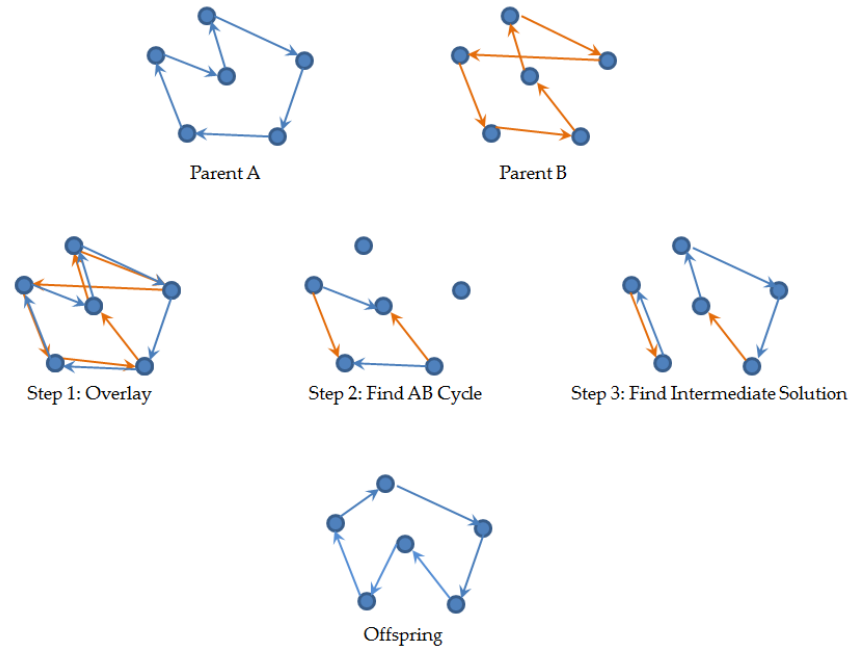 Parent A
Parent B
Step 1: Overlay
Step 2: Find AB Cycle
Step 3: Find Intermediate Solution
Offspring